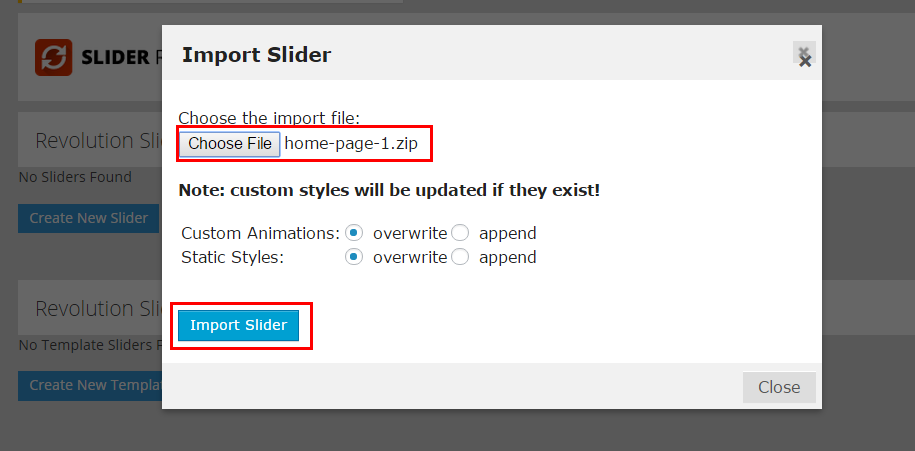 Import Slider
SLIDER R
Choose the import file:
Choose File home-page-1.zip
Revolution Sli
No Sliders Found
Note: custom styles will be updated if they exist!
Create New Slider
Custom Animations: overwrite append
Static Styles: overwrite append
Revolution Sli
Import Slider
No Template Sliders F
Create New Templat
Close